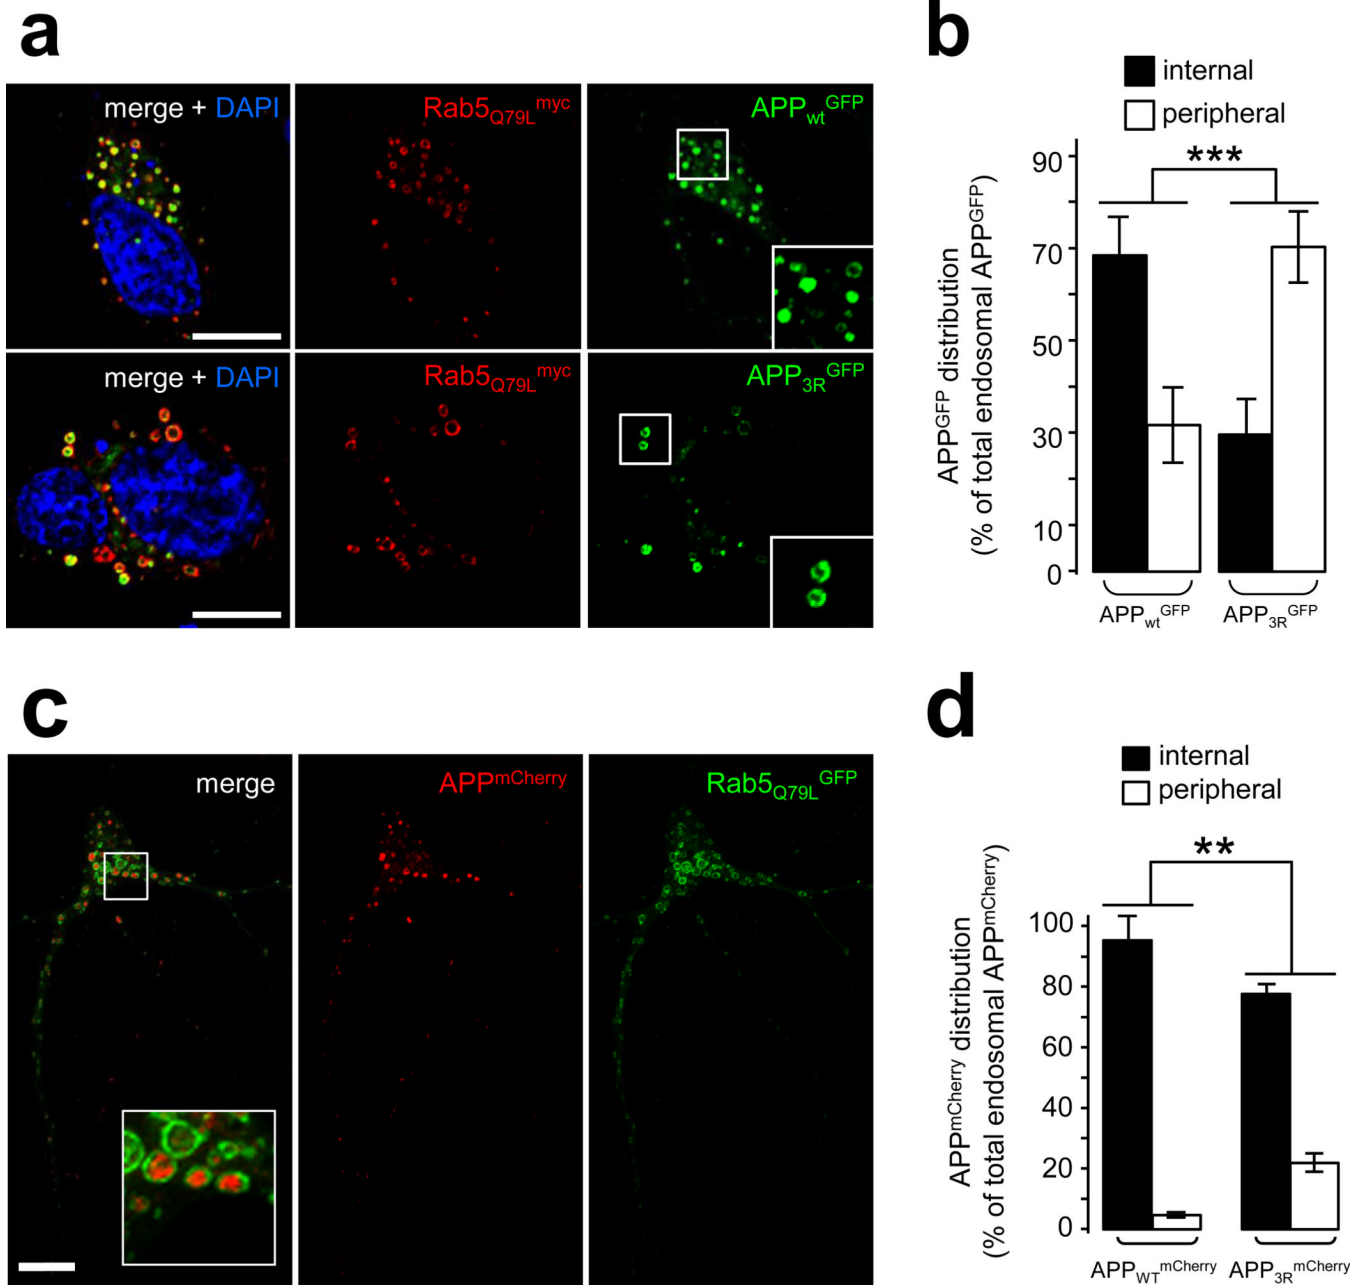 a
merge + DAPI
Rab5Q79Lmyc
APPwtGFP
merge + DAPI
Rab5Q79Lmyc
APP3RGFP
b
internal
peripheral
***
APPGFP distribution
(% of total endosomal APPGFP)
90
70
50
30
10
0
APPwtGFP
APP3RGFP
c
merge
APPmCherry
Rab5Q79LGFP
d
internal
peripheral
**
APPmCherry distribution
(% of total endosomal APPmCherry)
100
80
60
40
20
0
APPWTmCherry
APP3RmCherry